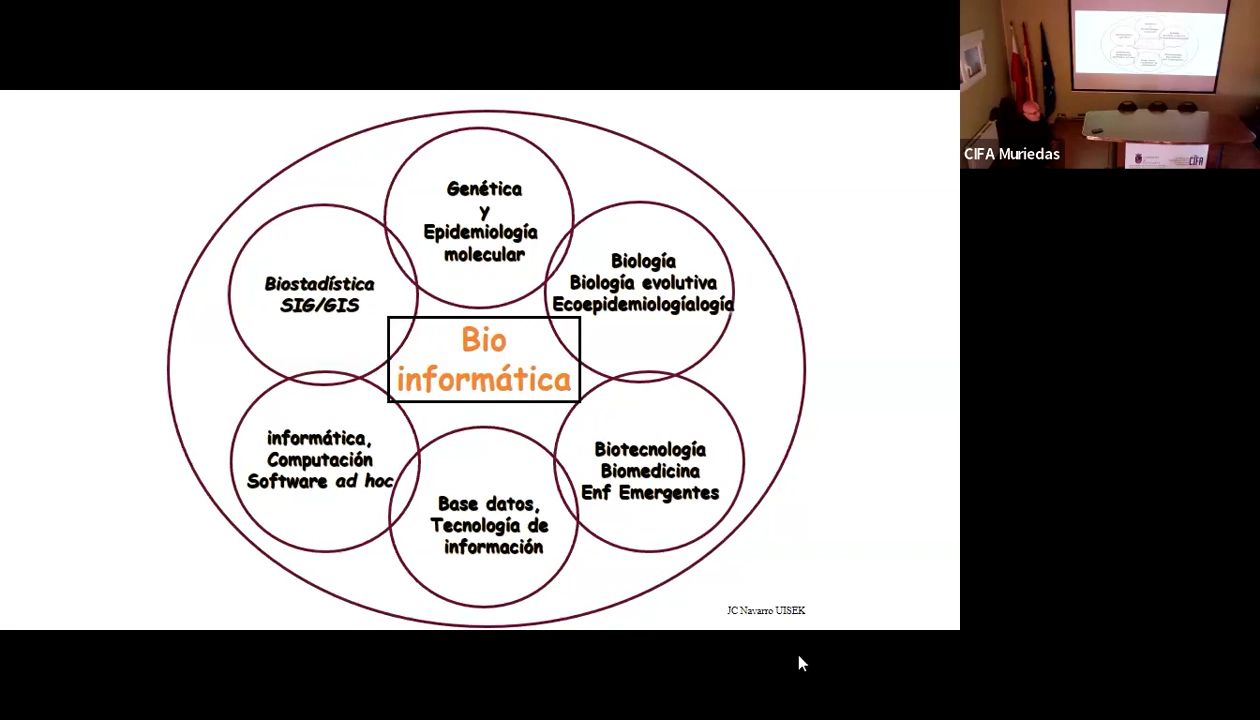 Genética
y
Epidemiología
molecular
Biología
Biología evolutiva
Ecoepidemiologíalogía
Biostadística
SIG/GIS
Bio
informática
informática,
Computación
Software ad hoc
Base datos,
Tecnología de
información
Biotecnología
Biomedicina
Enf Emergentes
JC Navarro UISEK
CIFA Muriedas
CIFA